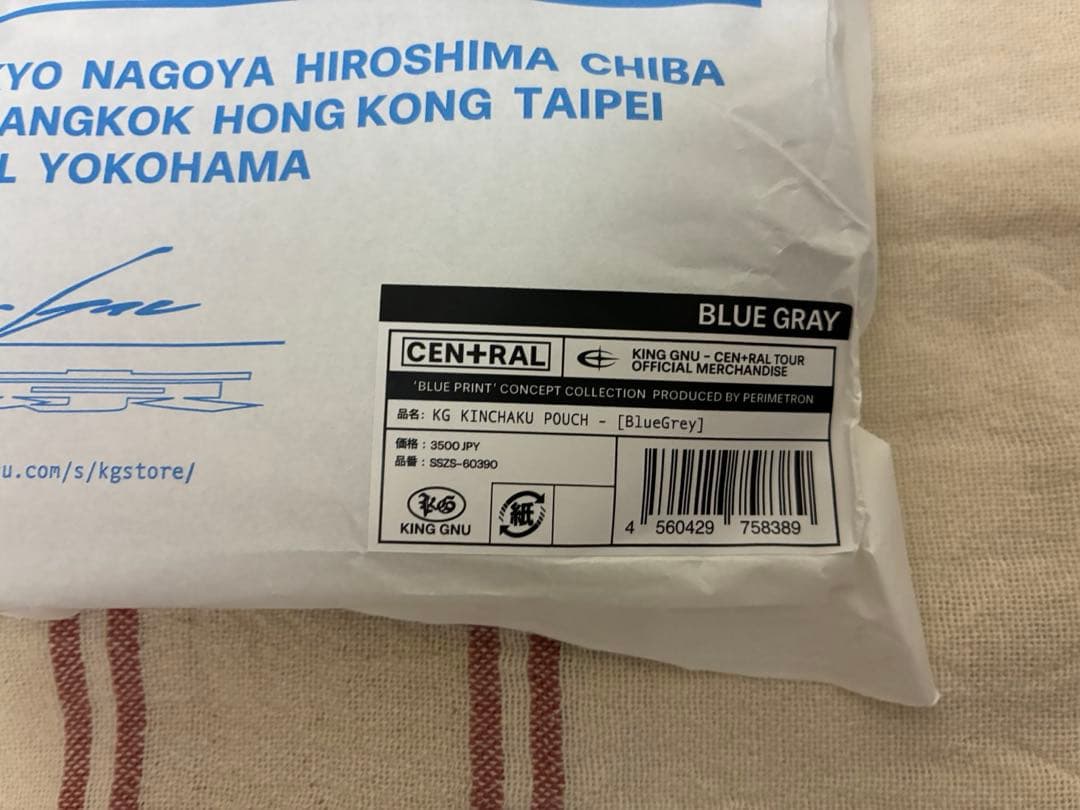 NAGOYA HIROSHIMA CHIBA
HONG KONG TAIPEI
YOKOHAMA
u.com/s/kgstore/
BLUE GRAY
CEN+RAL
KING GNU - CEN+RAL TOUR
OFFICIAL MERCHANDISE
'BLUE PRINT' CONCEPT COLLECTION PRODUCED BY PERIMETRON
品名: KG KINCHAKU POUCH - [BlueGrey]
価格 : 3500 JPY
品番 : SSZS-60390
KG
KING GNU
紙
4 560429 758389